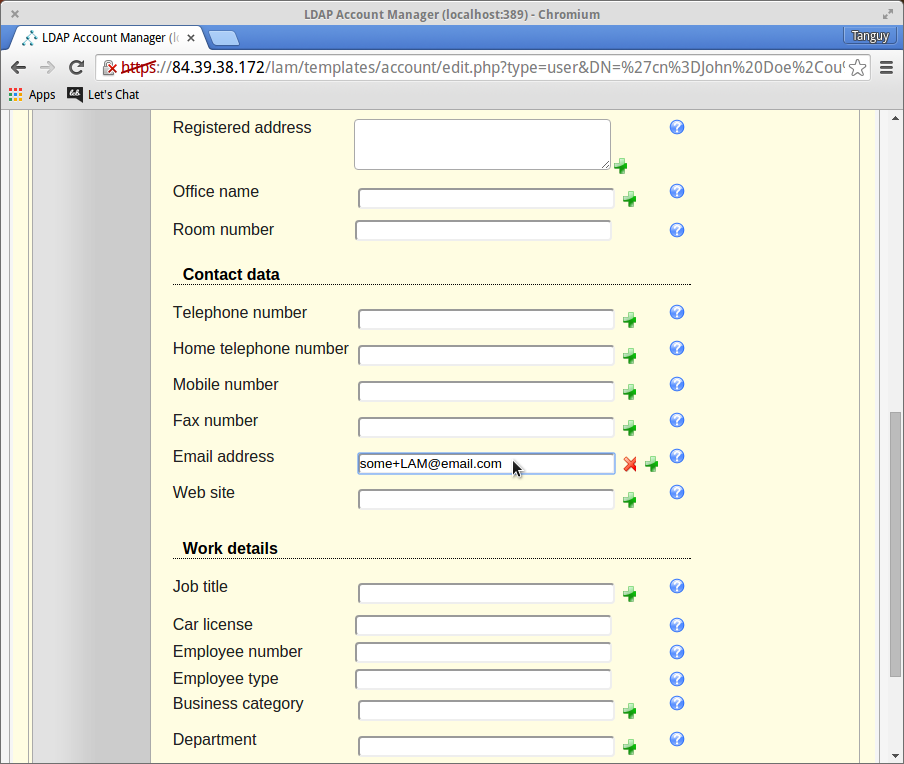 LDAP Account Manager (localhost:389) - Chromium
LDAP Account Manager (lo
Tanguy
https://84.39.38.172/lam/templates/account/edit.php?type=user&DN=%27cn%3DJohn%20Doe%2Cou
Apps
Let's Chat
Registered address
Office name
Room number
Contact data
Telephone number
Home telephone number
Mobile number
Fax number
Email address some+LAM@email.com
Web site
Work details
Job title
Car license
Employee number
Employee type
Business category
Department